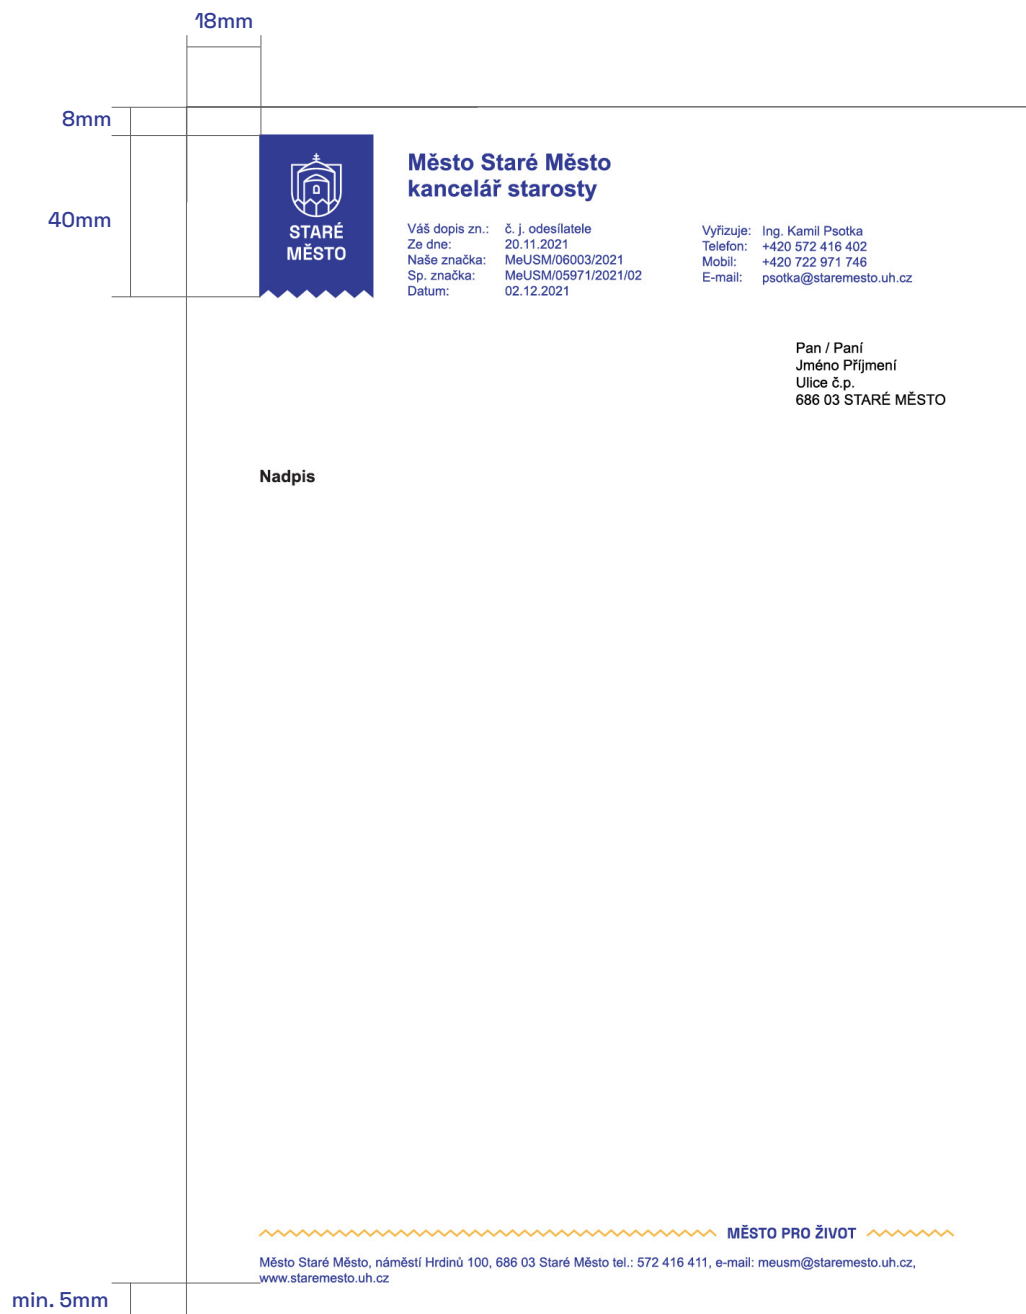 18mm
8mm
40mm
STARÉ
MĚSTO
Město Staré Město
kancelář starosty
Váš dopis zn.: č. j. odesílatele
Ze dne: 20.11.2021
Naše značka: MeUSM/06003/2021
Sp. značka: MeUSM/05971/2021/02
Datum: 02.12.2021
Vyřizuje: Ing. Kamil Psotka
Telefon: +420 572 416 402
Mobil: +420 722 971 746
E-mail: psotka@staremesto.uh.cz
Pan / Paní
Jméno Příjmení
Ulice č.p.
686 03 STARÉ MĚSTO
Nadpis
MĚSTO PRO ŽIVOT
Město Staré Město, náměstí Hrdinů 100, 686 03 Staré Město tel.: 572 416 411, e-mail: meusm@staremesto.uh.cz,
www.staremesto.uh.cz
min. 5mm